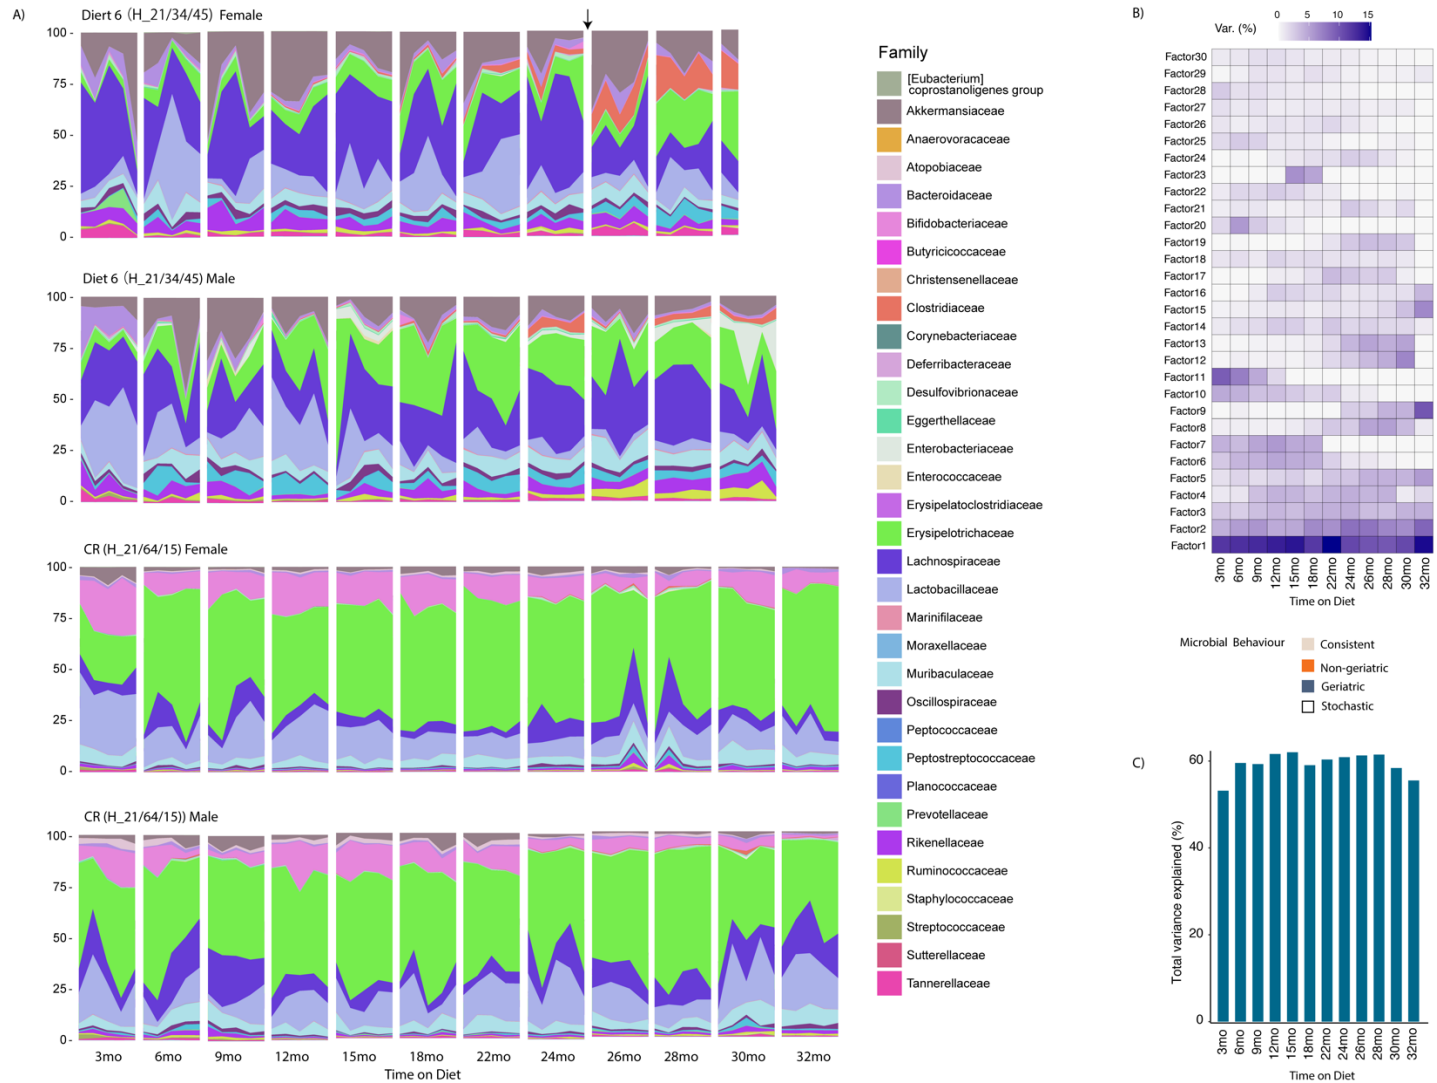 A)
Diert 6 (H_21/34/45) Female
100
75
50
25
0
Diet 6 (H_21/34/45) Male
100
75
50
25
0
CR (H_21/64/15) Female
100
75
50
25
0
CR (H_21/64/15)) Male
100
75
50
25
0
3mo 6mo 9mo 12mo 15mo 18mo 22mo 24mo 26mo 28mo 30mo 32mo
Time on Diet
Family
[Eubacterium]
coprostanoligenes group
Akkermansiaceae
Anaerovoracaceae
Atopobiaceae
Bacteroidaceae
Bifidobacteriaceae
Butyricicoccaceae
Christensenellaceae
Clostridiaceae
Corynebacteriaceae
Deferribacteraceae
Desulfovibrionaceae
Eggerthellaceae
Enterobacteriaceae
Enterococcaceae
Erysipelatoclostridiaceae
Erysipelotrichaceae
Lachnospiraceae
Lactobacillaceae
Marinifilaceae
Moraxellaceae
Muribaculaceae
Oscillospiraceae
Peptococcaceae
Peptostreptococcaceae
Planococcaceae
Prevotellaceae
Rikenellaceae
Ruminococcaceae
Staphylococcaceae
Streptococcaceae
Sutterellaceae
Tannerellaceae
B)
Var. (%)
0 5 10 15
Factor30
Factor29
Factor28
Factor27
Factor26
Factor25
Factor24
Factor23
Factor22
Factor21
Factor20
Factor19
Factor18
Factor17
Factor16
Factor15
Factor14
Factor13
Factor12
Factor11
Factor10
Factor9
Factor8
Factor7
Factor6
Factor5
Factor4
Factor3
Factor2
Factor1
3mo 6mo 9mo 12mo 15mo 18mo 22mo 24mo 26mo 28mo 30mo 32mo
Time on Diet
Microbial Behaviour
Consistent
Non-geriatric
Geriatric
Stochastic
C)
Total variance explained (%)
60
40
20
0
3mo 6mo 9mo 12mo 15mo 18mo 22mo 24mo 26mo 28mo 30mo 32mo
Time on Diet